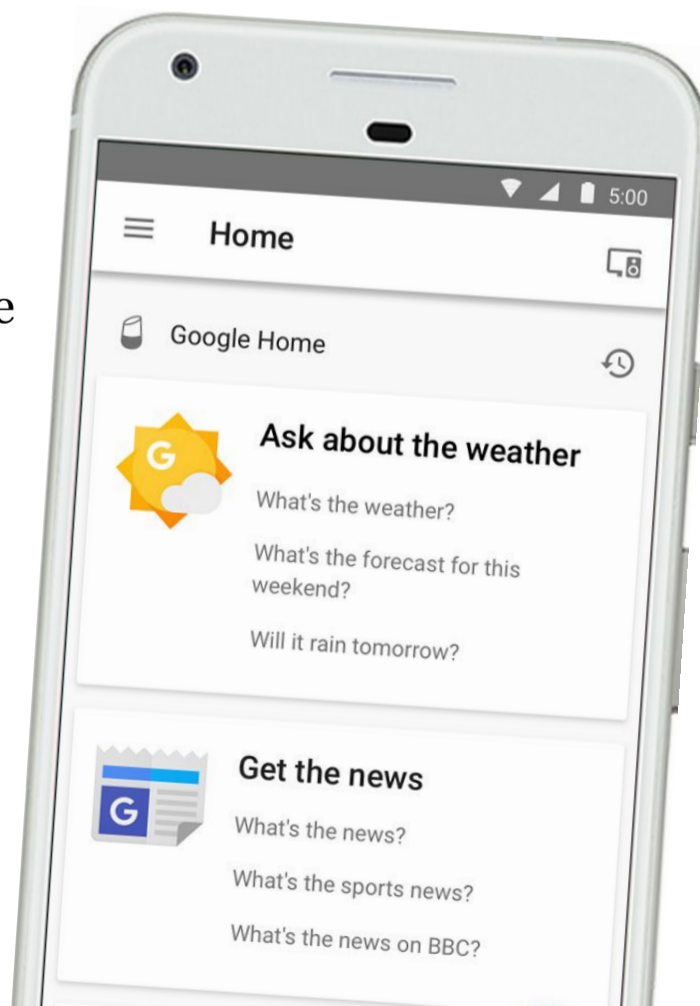 e
5:00
Home
Google Home
G
Ask about the weather
What's the weather?
What's the forecast for this
weekend?
Will it rain tomorrow?
G
Get the news
What's the news?
What's the sports news?
What's the news on BBC?